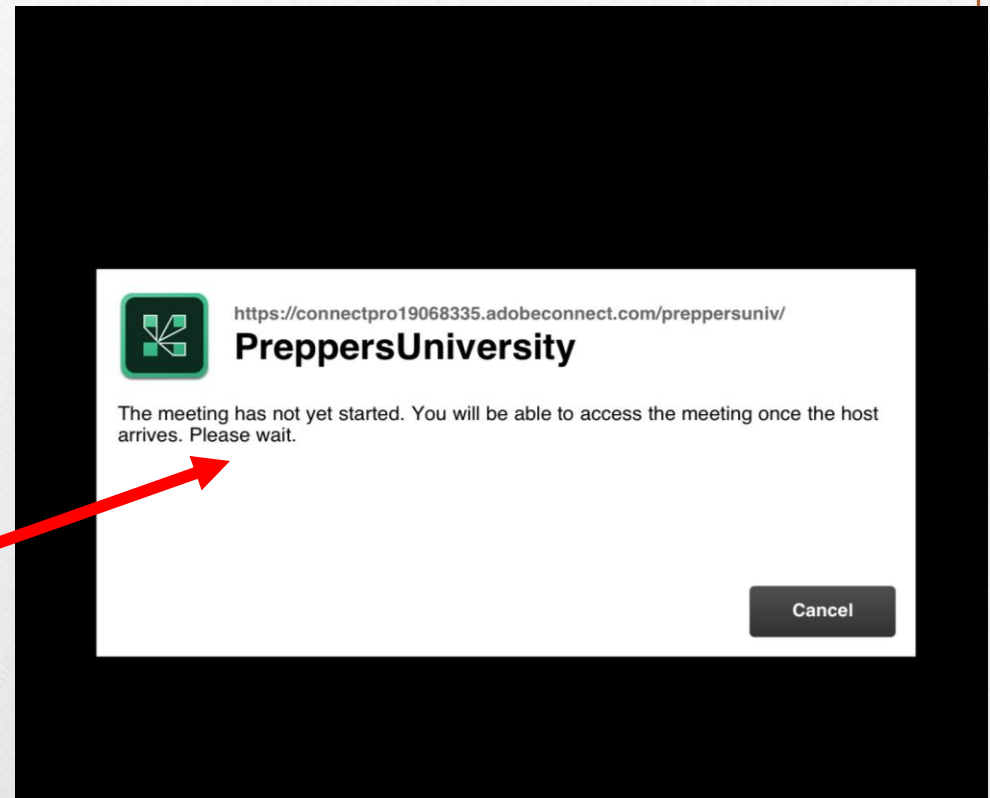 https://connectpro19068335.adobeconnect.com/preppersuniv/
PreppersUniversity
The meeting has not yet started. You will be able to access the meeting once the host
arrives. Please wait.
Cancel